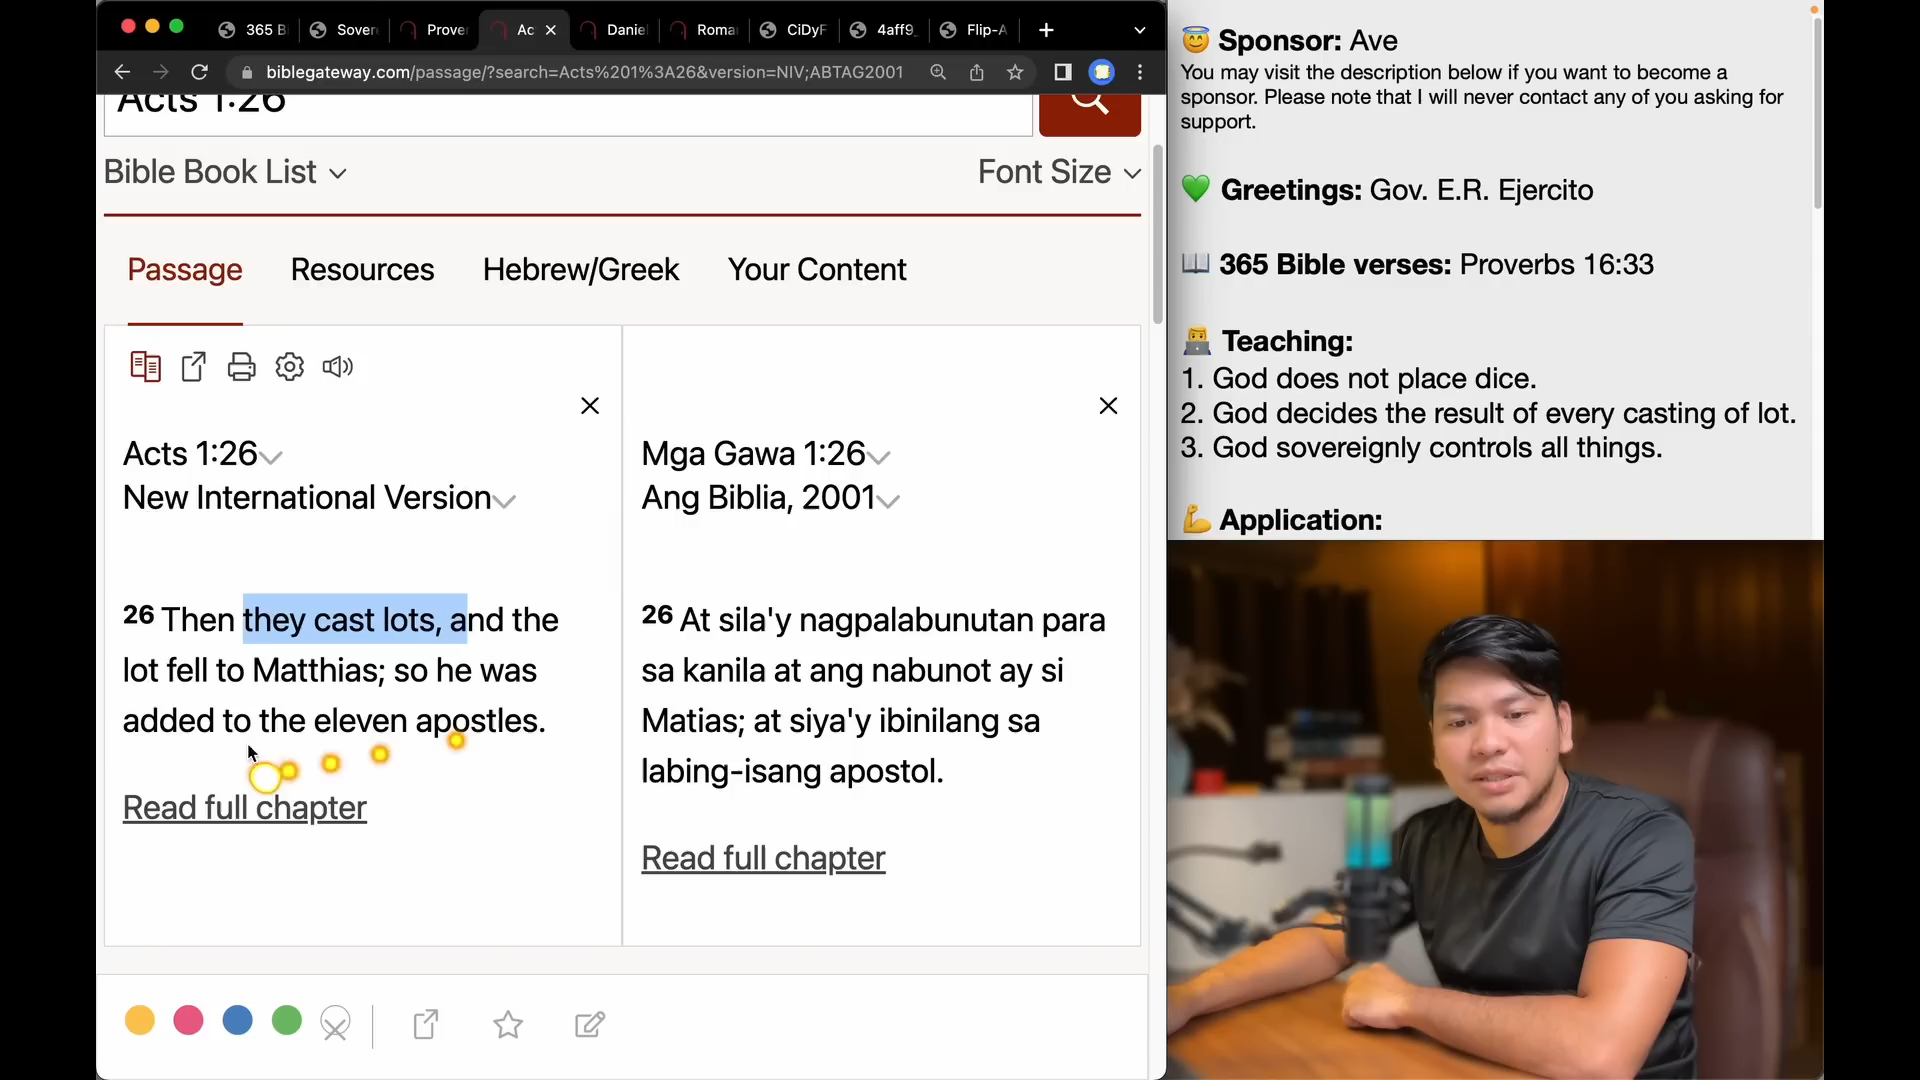 365 B
Sover
Prover
Ac
Danie
Roma
CiDyF
4aff9_
Flip-A
biblegateway.com/passage/?search=Acts%201%3A26&version=NIV;ABTAG2001
Acts 1:26
Bible Book List
Font Size
Passage
Resources
Hebrew/Greek
Your Content
Acts 1:26
New International Version
26 Then they cast lots, and the
lot fell to Matthias; so he was
added to the eleven apostles.
Read full chapter
Mga Gawa 1:26
Ang Biblia, 2001
26 At sila'y nagpalabunutan para
sa kanila at ang nabunot ay si
Matias; at siya'y ibinilang sa
labing-isang apostol.
Read full chapter
Sponsor: Ave
You may visit the description below if you want to become a
sponsor. Please note that I will never contact any of you asking for
support.
Greetings: Gov. E.R. Ejercito
365 Bible verses: Proverbs 16:33
Teaching:
1. God does not place dice.
2. God decides the result of every casting of lot.
3. God sovereignly controls all things.
Application: